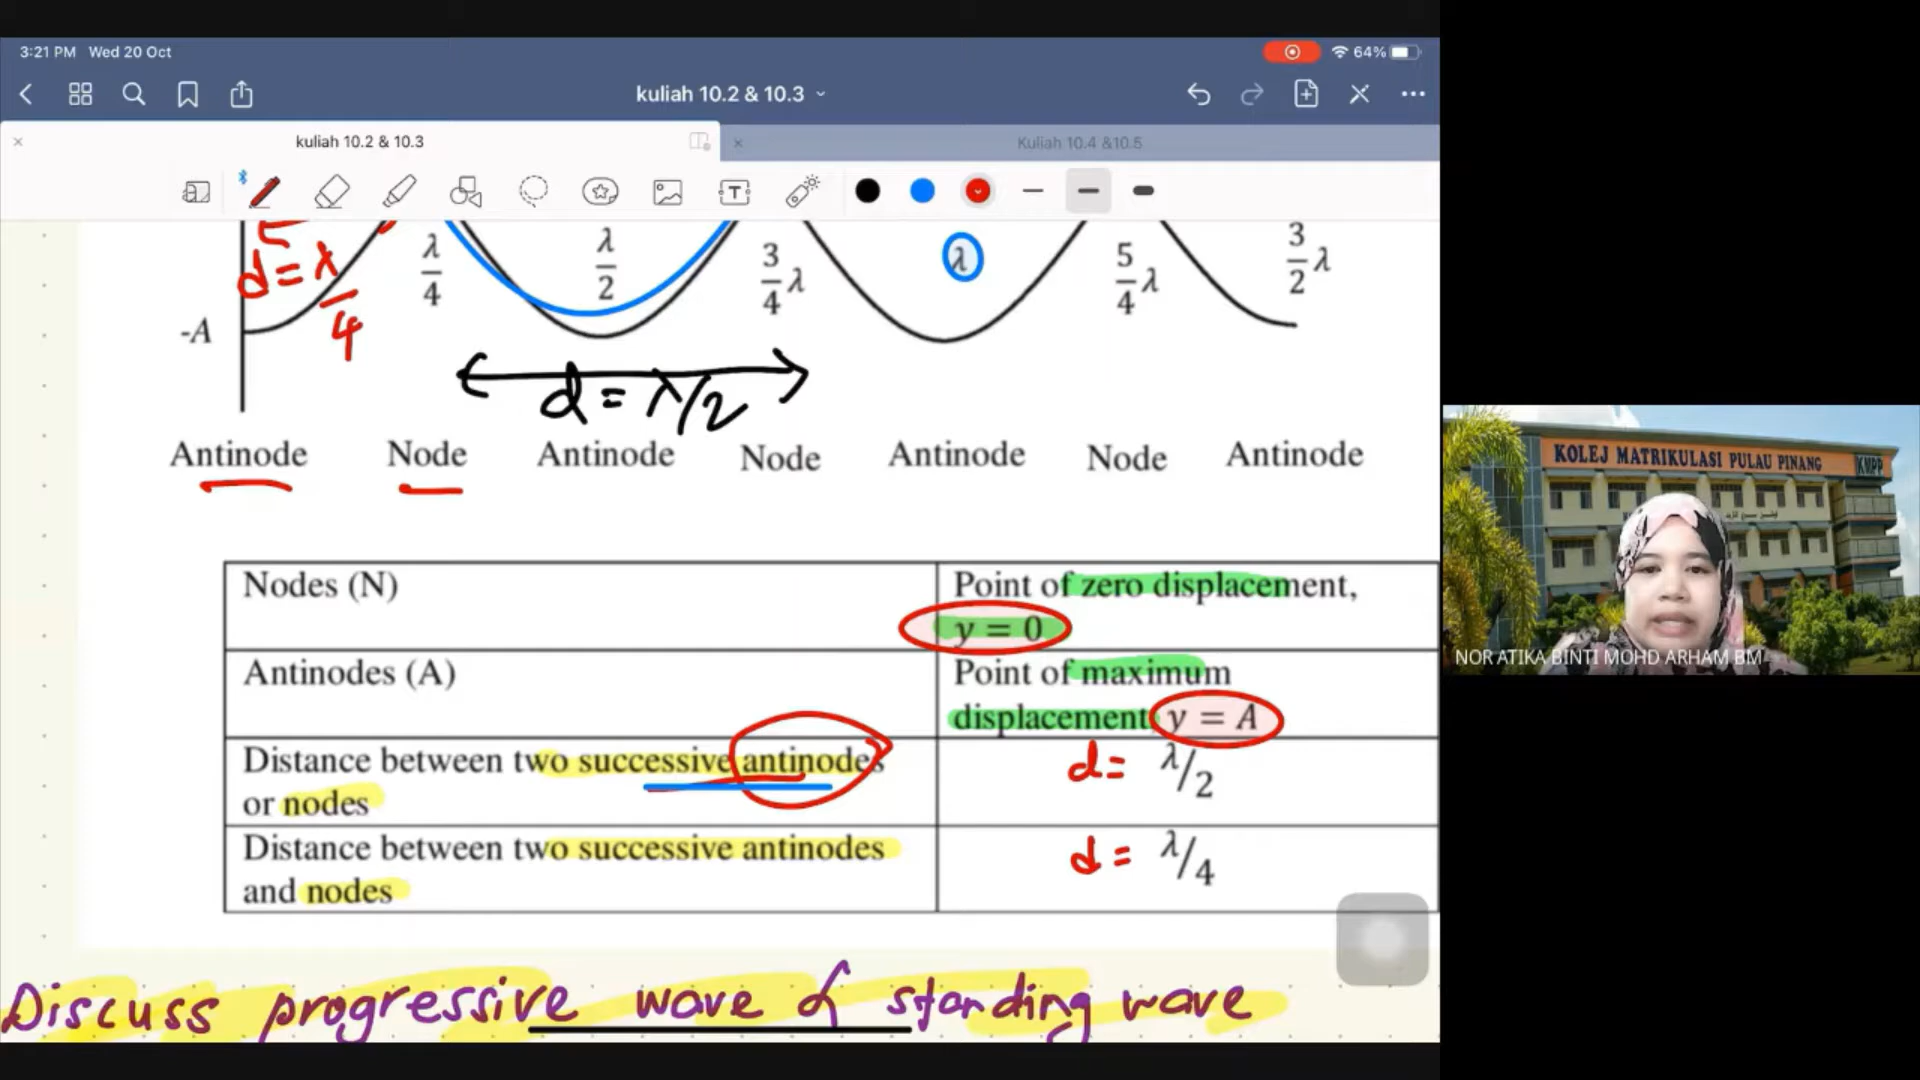 3:21 PM Wed 20 Oct
64%
kuliah 10.2 & 10.3
kuliah 10.2 & 10.3
Kuliah 10.4 &10.5
T
d = λ/4
λ/4
λ/2
3/4 λ
λ
5/4 λ
3/2 λ
-A
d = λ/2
Antinode Node Antinode Node Antinode Node Antinode
Nodes (N) Point of zero displacement,
y = 0
Antinodes (A) Point of maximum
displacement y = A
Distance between two successive antinodes d = λ/2
or nodes
Distance between two successive antinodes d = λ/4
and nodes
Discuss progressive wave & standing wave
KOLEJ MATRIKULASI PULAU PINANG KMPP
NOR ATIKA BINTI MOHD ARHAM BM